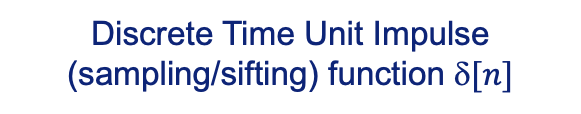 Discrete Time Unit Impulse
(sampling/sifting) function δ[n]